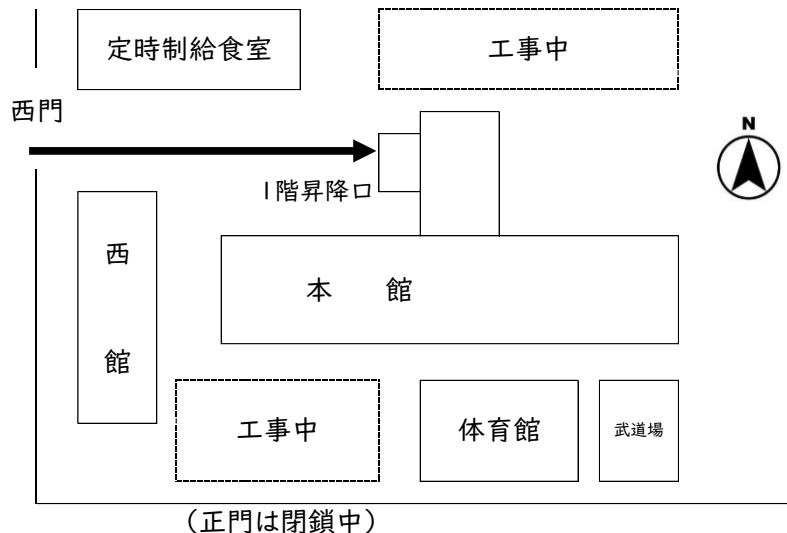 定時制給食室
工事中
西門
N
1階昇降口
西館
本館
工事中
体育館
武道場
(正門は閉鎖中)